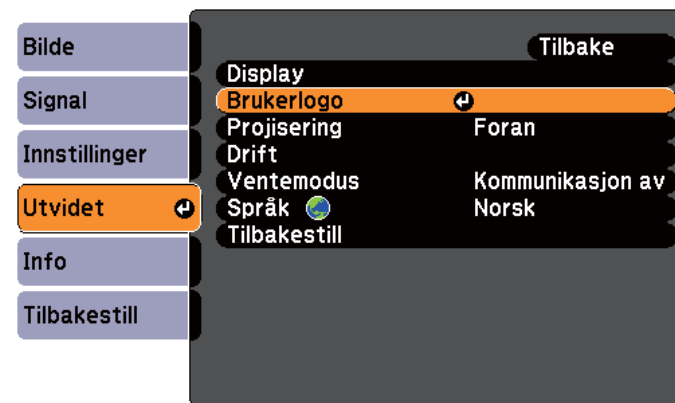 Bilde
Signal
Innstillinger
Utvidet
Info
Tilbakestill
Tilbake
Display
Brukerlogo
Projisering Foran
Drift
Ventemodus Kommunikasjon av
Språk Norsk
Tilbakestill